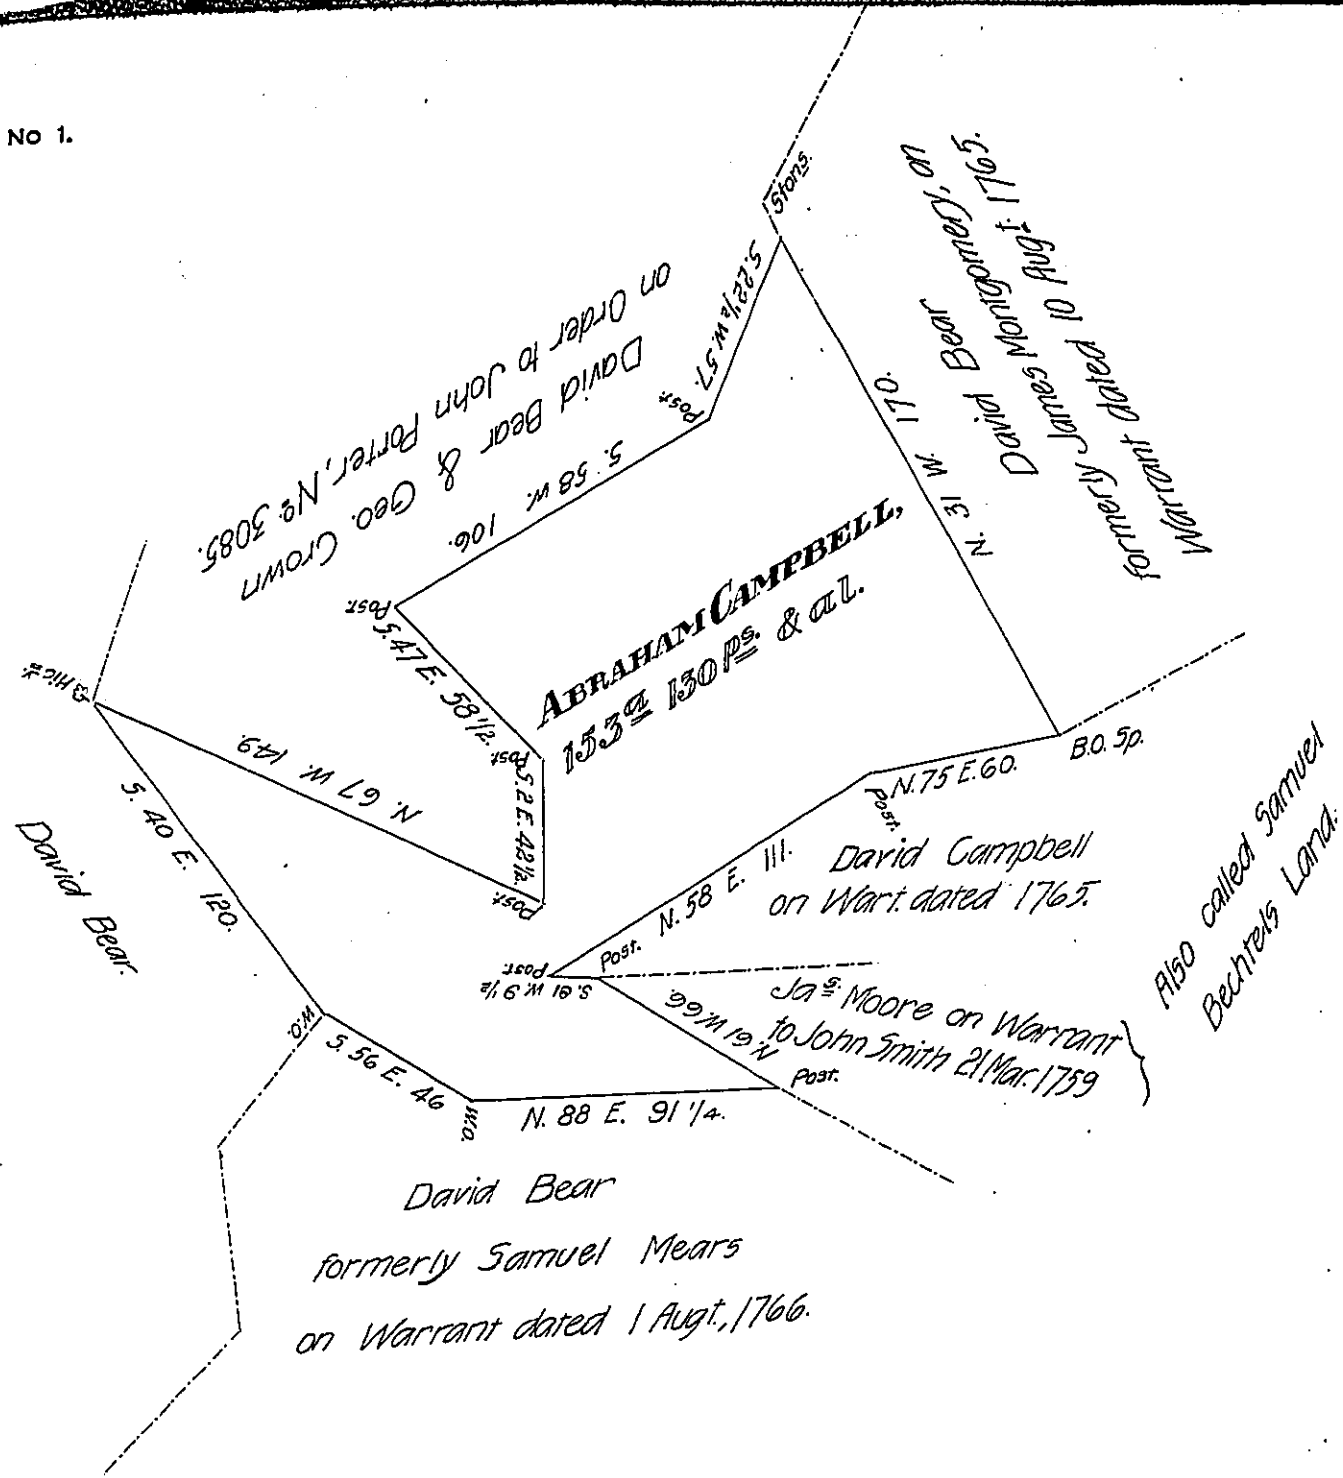 No 1.
Stons.
David Bear
formerly James Montgomery, on
Warrant dated 10 Augt. 1765.
on Order to John Porter, No. 3085.
David Bear & Geo. Crown
S. 22 1/2 W. 57.
Post.
S. 58 W. 106.
Post.
N. 31 W. 170.
S. 47 E. 58 1/2.
Post.
ABRAHAM CAMPBELL,
153a 130 Ps. & al.
S. 2 E. 42 1/2
Post.
N. 67 W. 149.
S. 40 E. 120.
David Bear.
N. 75 E. 60.
B.O. Sp.
Post.
N. 58 E. 111.
David Campbell
on Wart. dated 1765.
Post.
Post.
S. 81 W. 9 1/2
N. 61 W. 66.
Jas. Moore on Warrant
to John Smith 21 Mar. 1759
Also called Samuel
Bechtels Land.
Post.
W.O.
S. 56 E. 46
W.O.
N. 88 E. 91 1/4.
David Bear
formerly Samuel Mears
on Warrant dated 1 Augt., 1766.